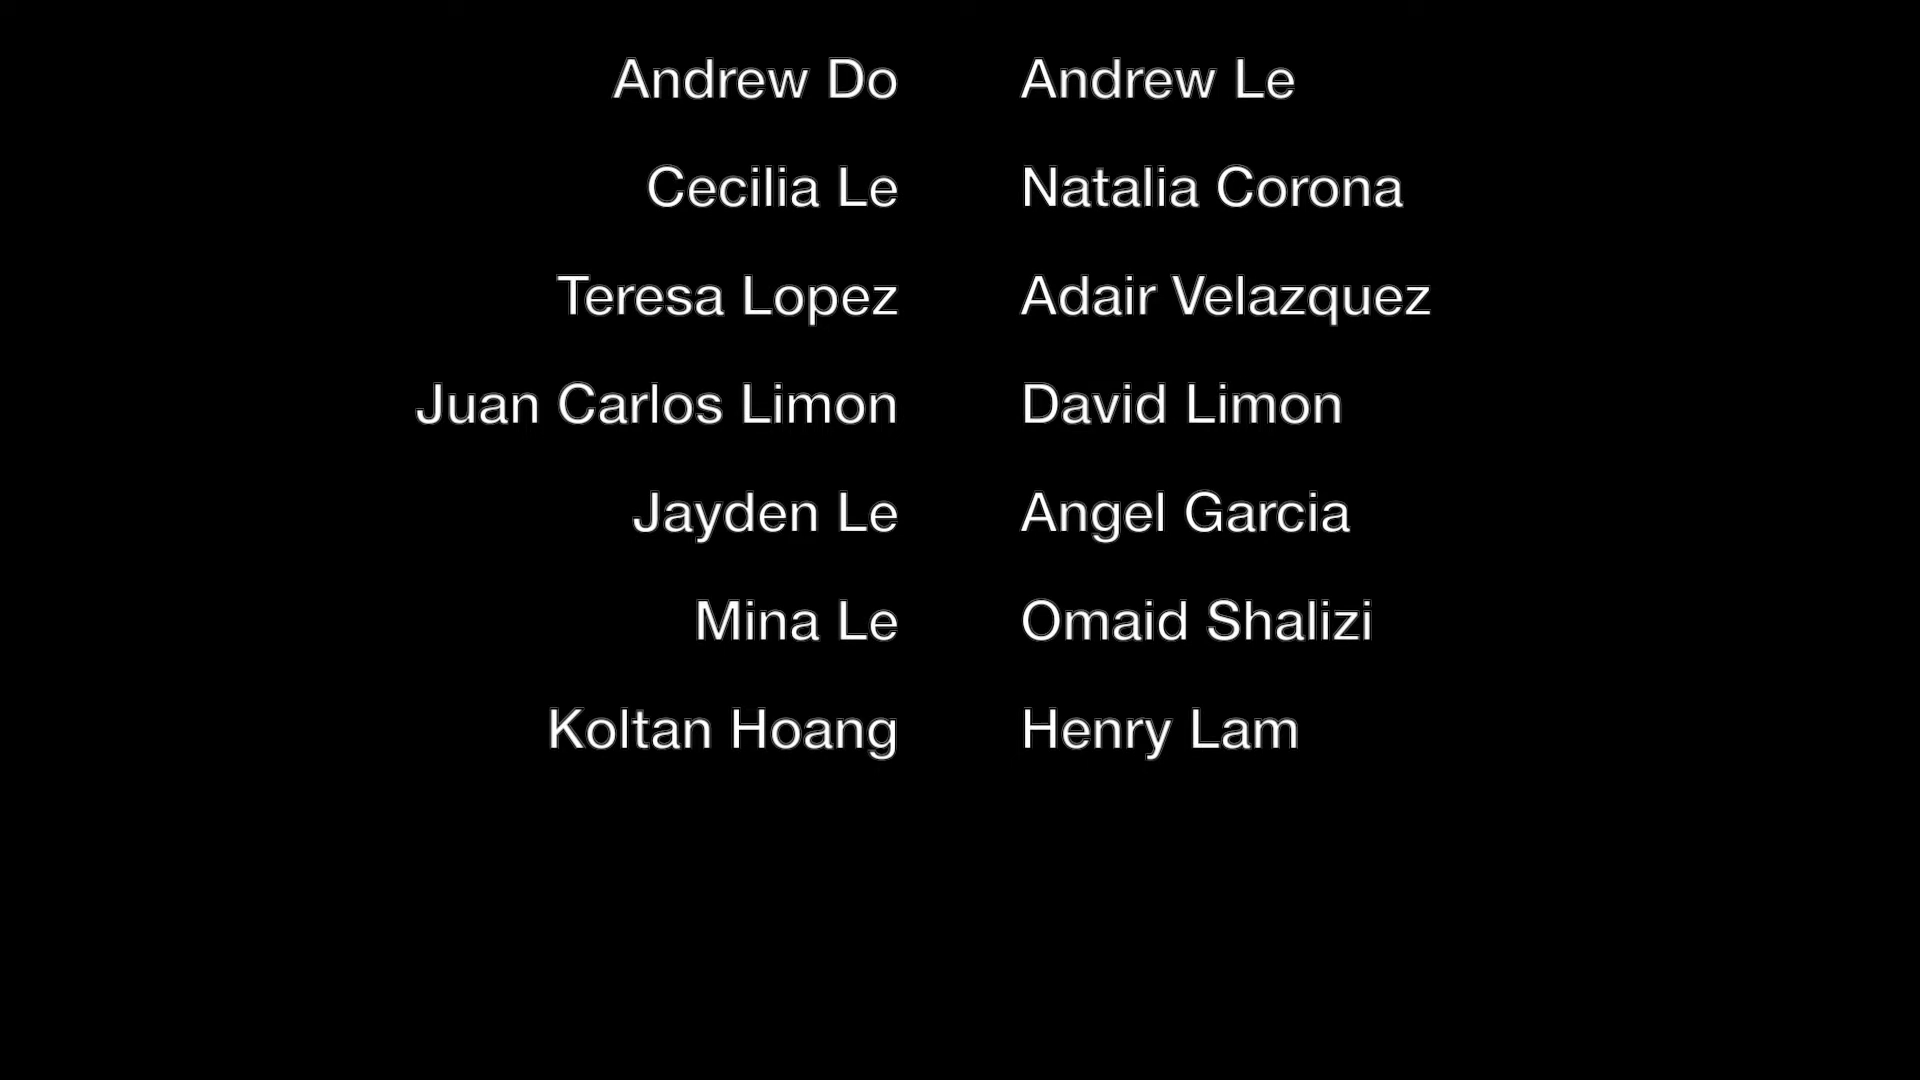 Andrew Do Andrew Le
Cecilia Le Natalia Corona
Teresa Lopez Adair Velazquez
Juan Carlos Limon David Limon
Jayden Le Angel Garcia
Mina Le Omaid Shalizi
Koltan Hoang Henry Lam